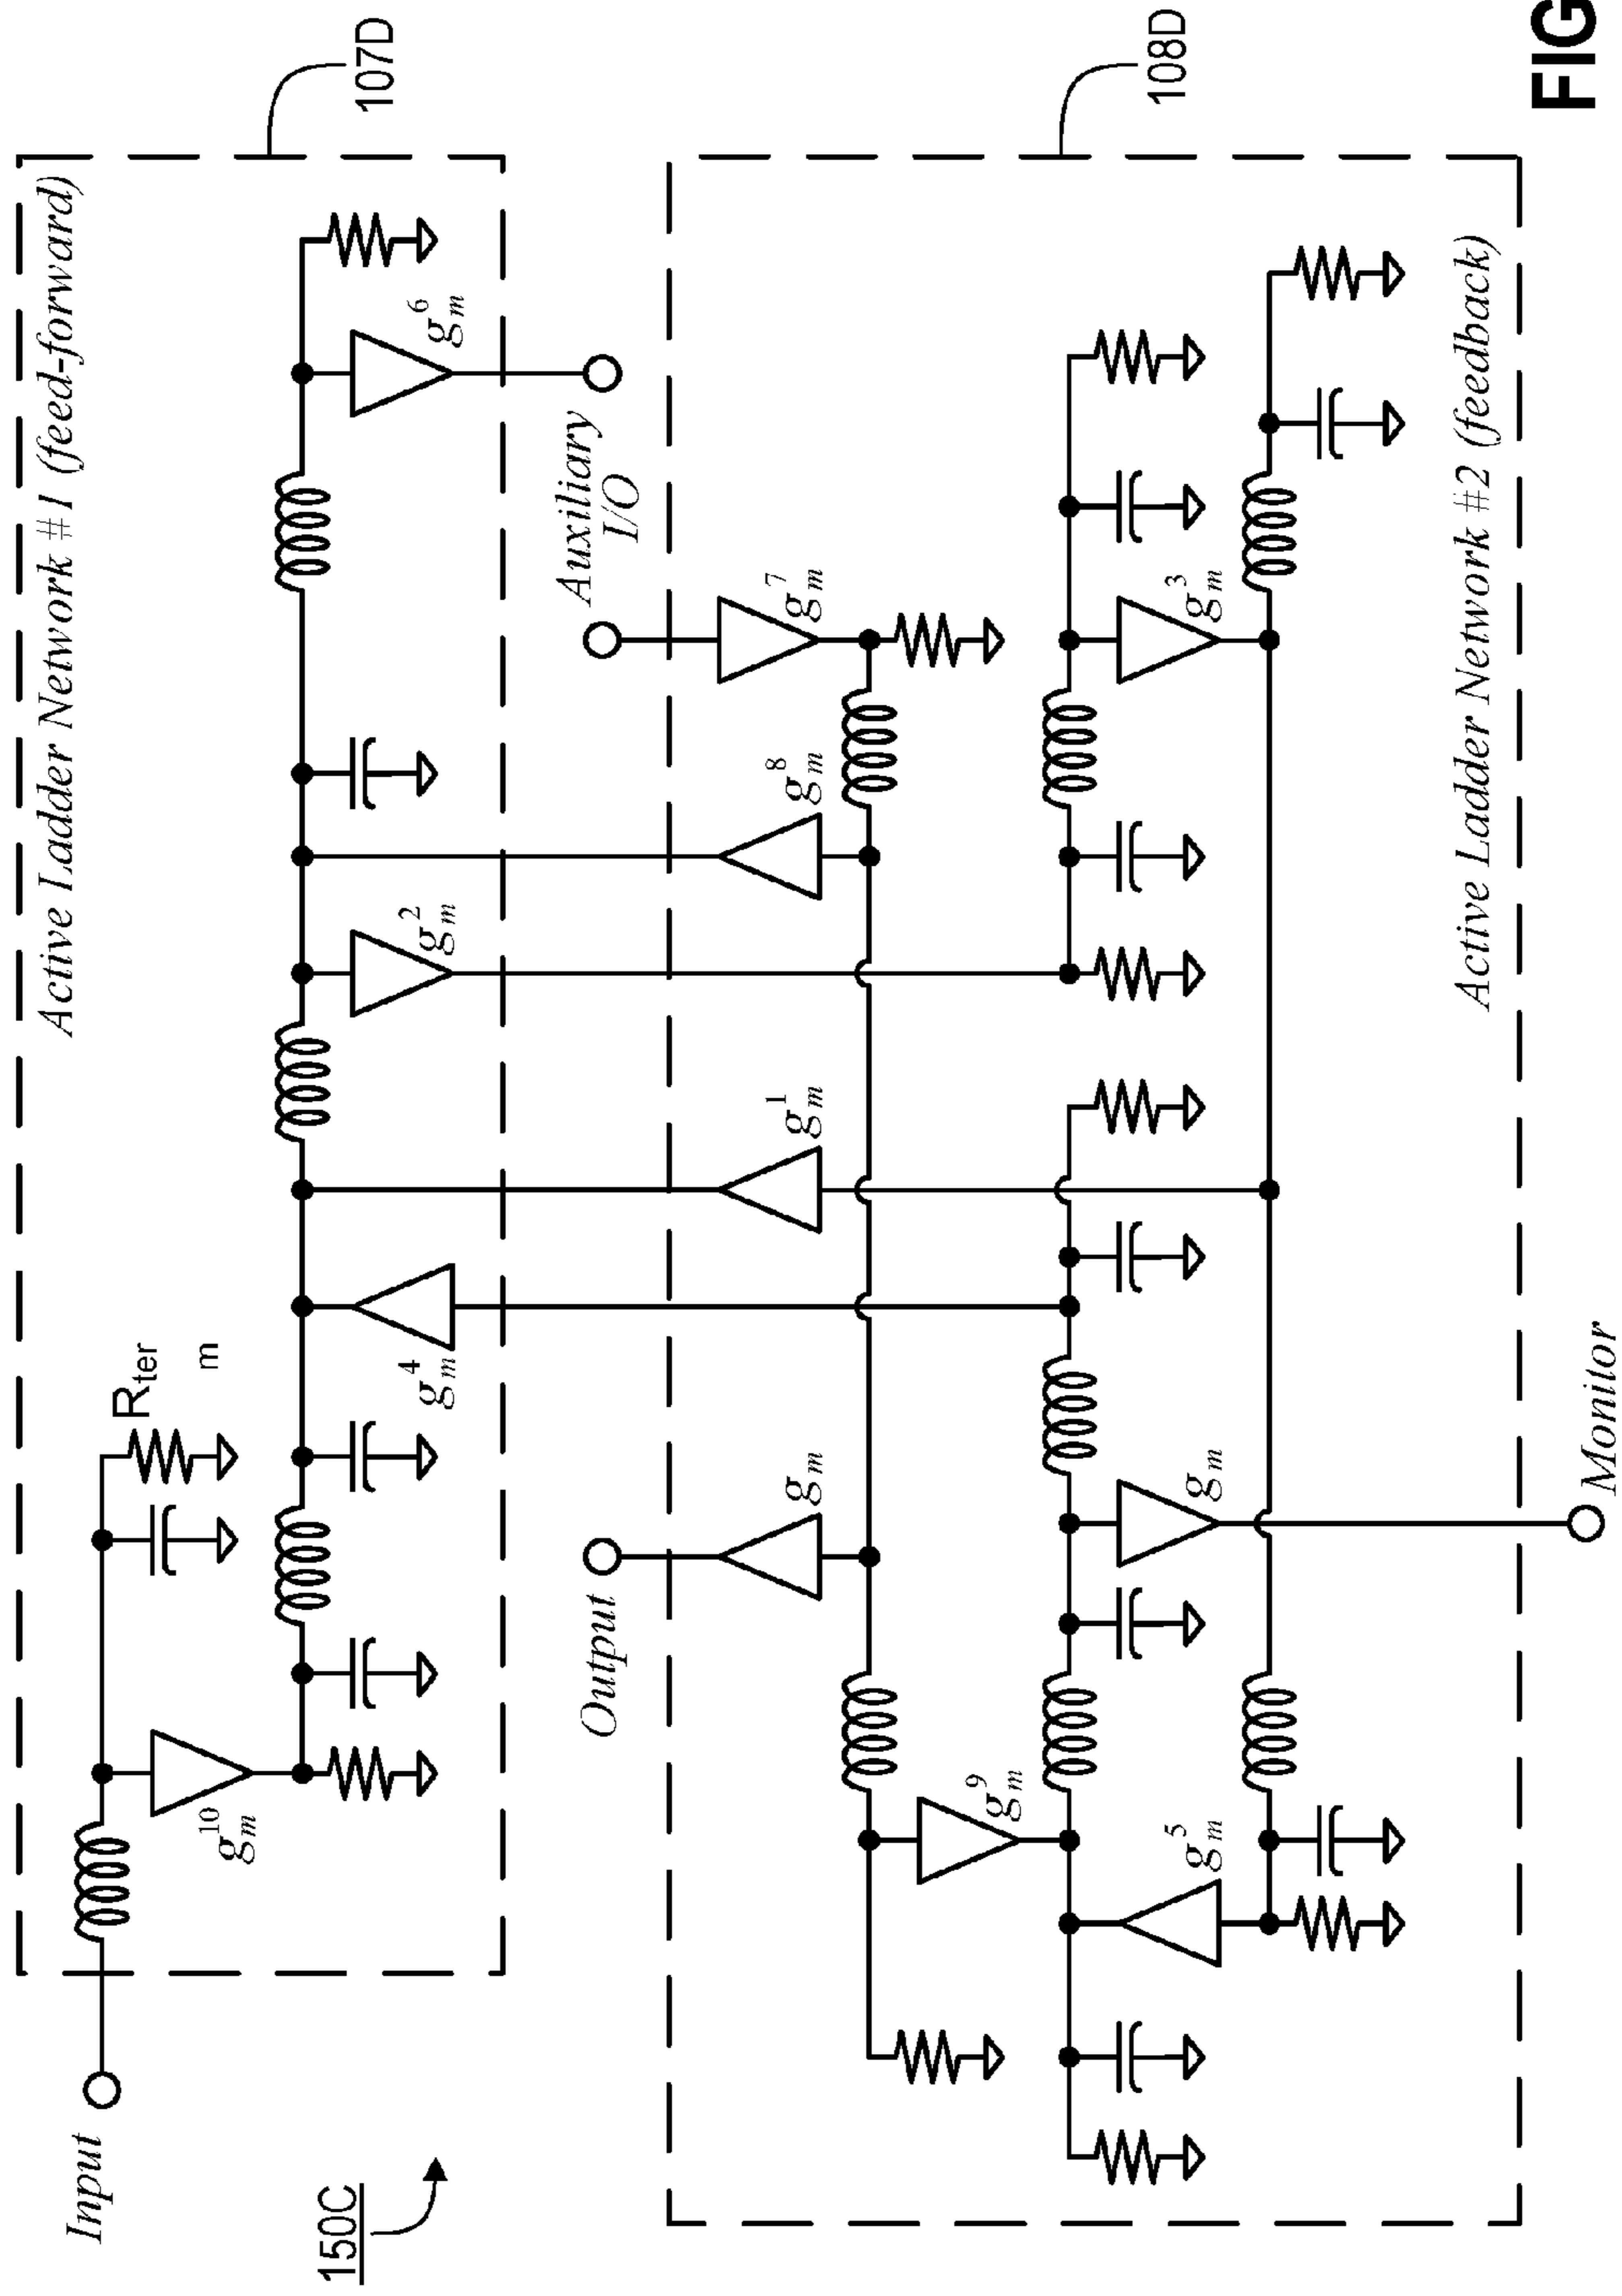 Active Ladder Network #1 (feed-forward)
107D
Input
150C
R_ter
m
g_m^10
g_m^4
g_m^2
g_m^6
Auxiliary
I/O
Output
g_m
g_m^1
g_m^8
g_m^7
g_m^9
g_m^5
g_m
g_m^3
108D
Active Ladder Network #2 (feedback)
Monitor
FIG